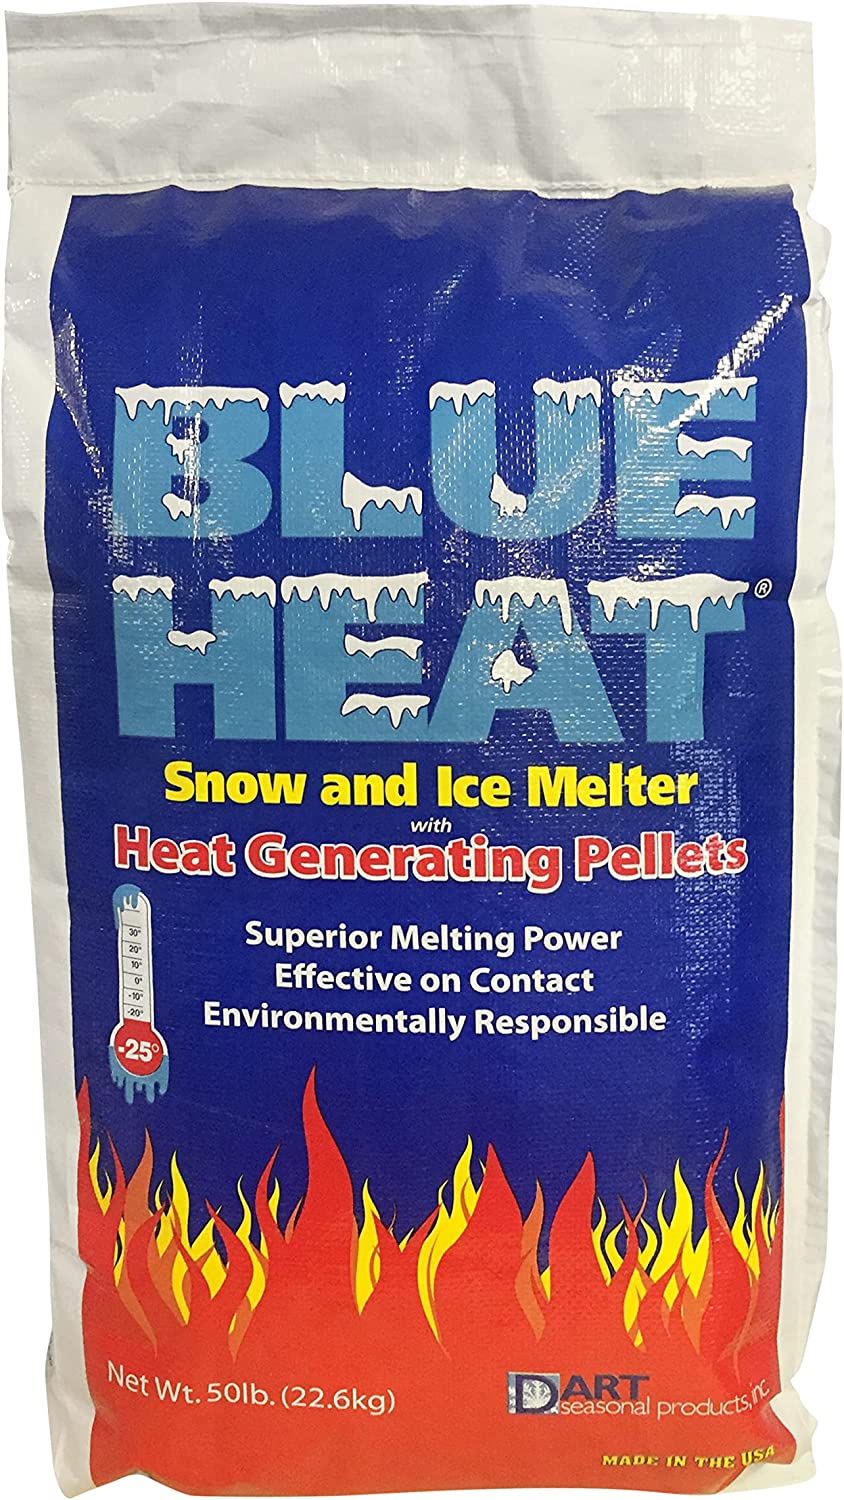 BLUE
HEAT®
Snow and Ice Melter
with
Heat Generating Pellets
Superior Melting Power
Effective on Contact
Environmentally Responsible
30°
20°
10°
0°
-10°
-20°
-25°
Net Wt. 50lb. (22.6kg)
DART
seasonal products, inc.
MADE IN THE USA